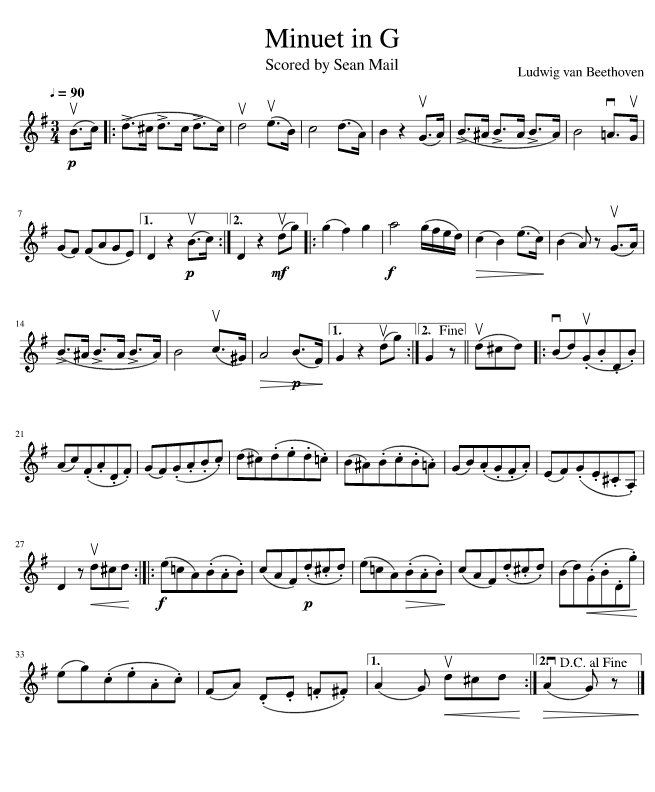 Minuet in G
Scored by Sean Mail
Ludwig van Beethoven
♩ = 90
3/4
p
7
1. 2.
p mf f
14
1. 2. Fine
p
21
27
f p
33
1. 2. D.C. al Fine